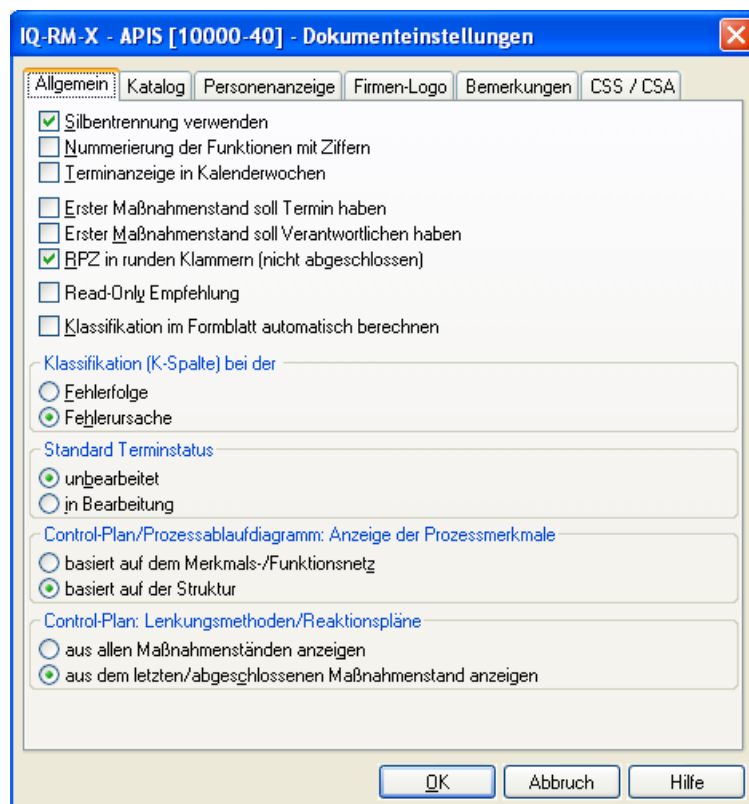 IQ-RM-X - APIS [10000-40] - Dokumenteinstellungen
Allgemein Katalog Personenanzeige Firmen-Logo Bemerkungen CSS / CSA
Silbentrennung verwenden
Nummerierung der Funktionen mit Ziffern
Terminanzeige in Kalenderwochen
Erster Maßnahmenstand soll Termin haben
Erster Maßnahmenstand soll Verantwortlichen haben
RPZ in runden Klammern (nicht abgeschlossen)
Read-Only Empfehlung
Klassifikation im Formblatt automatisch berechnen
Klassifikation (K-Spalte) bei der
Fehlerfolge
Fehlerursache
Standard Terminstatus
unbearbeitet
in Bearbeitung
Control-Plan/Prozessablaufdiagramm: Anzeige der Prozessmerkmale
basiert auf dem Merkmals-/Funktionsnetz
basiert auf der Struktur
Control-Plan: Lenkungsmethoden/Reaktionspläne
aus allen Maßnahmenständen anzeigen
aus dem letzten/abgeschlossenen Maßnahmenstand anzeigen
OK Abbruch Hilfe